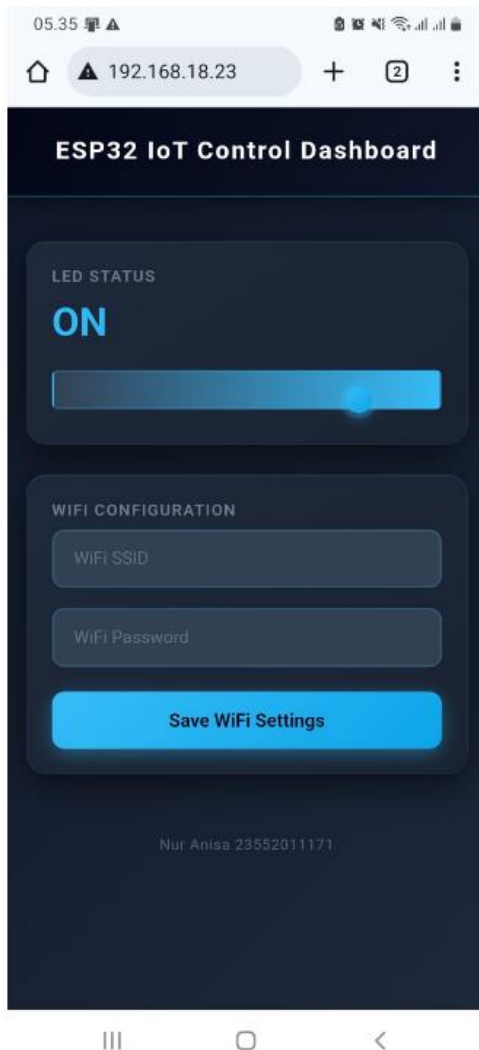 05.35
192.168.18.23
2
ESP32 IoT Control Dashboard
LED STATUS
ON
WIFI CONFIGURATION
WiFi SSID
WiFi Password
Save WiFi Settings
Nur Anisa 23552011171